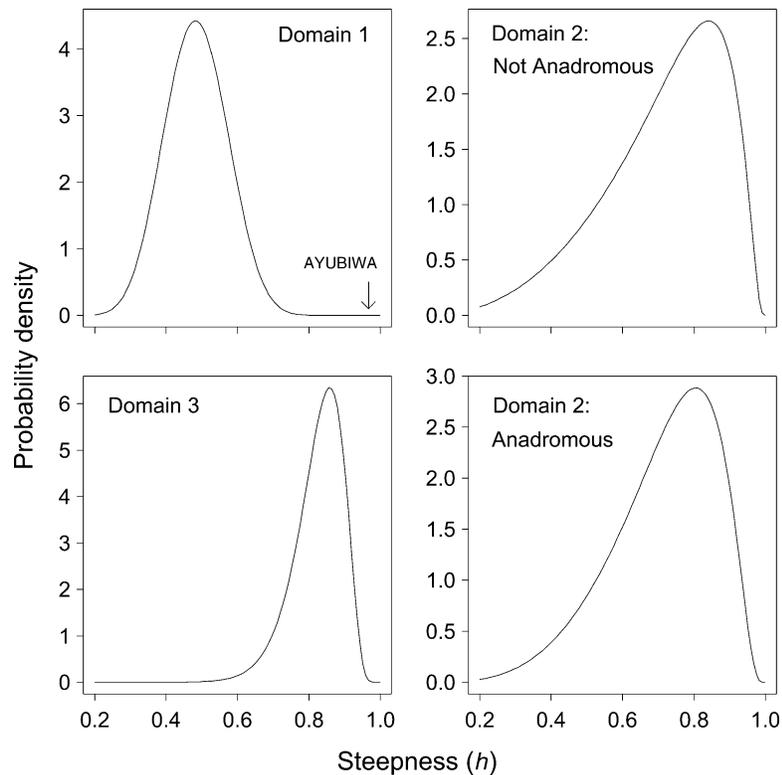 Probability density
Domain 1
AYUBIWA
4
3
2
1
0
Domain 2:
Not Anadromous
2.5
2.0
1.5
1.0
0.5
0.0
Domain 3
6
5
4
3
2
1
0
0.2 0.4 0.6 0.8 1.0
Domain 2:
Anadromous
3.0
2.5
2.0
1.5
1.0
0.5
0.0
0.2 0.4 0.6 0.8 1.0
Steepness (h)